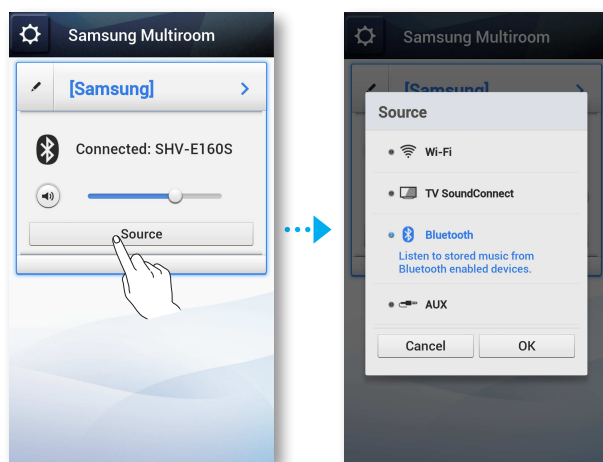 Samsung Multiroom
[Samsung]
Connected: SHV-E160S
Source
Samsung Multiroom
[Samsung]
Source
Wi-Fi
TV SoundConnect
Bluetooth
Listen to stored music from
Bluetooth enabled devices.
AUX
Cancel
OK